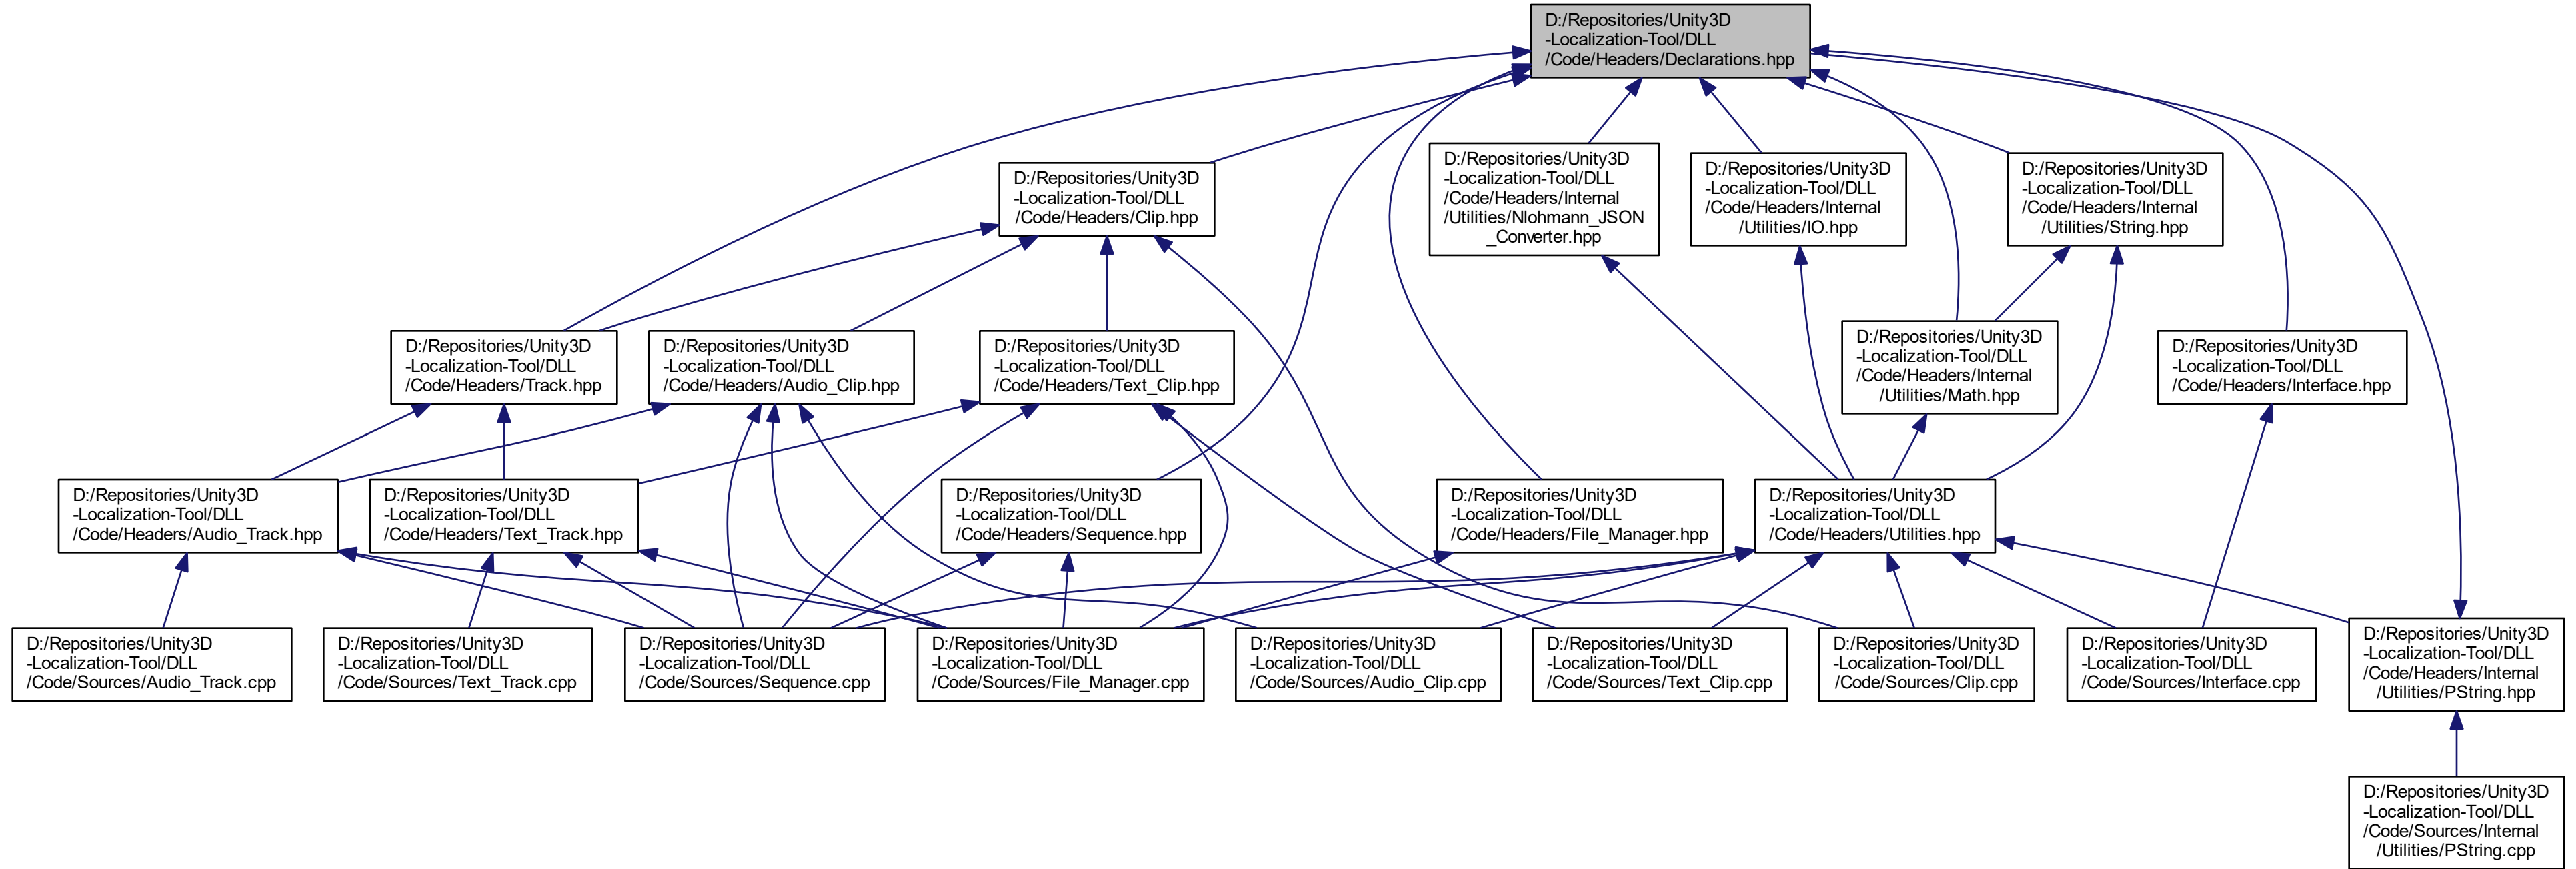 D:/Repositories/Unity3D
-Localization-Tool/DLL
/Code/Headers/Declarations.hpp
D:/Repositories/Unity3D
-Localization-Tool/DLL
/Code/Headers/Clip.hpp
D:/Repositories/Unity3D
-Localization-Tool/DLL
/Code/Headers/Internal
/Utilities/Nlohmann_JSON
_Converter.hpp
D:/Repositories/Unity3D
-Localization-Tool/DLL
/Code/Headers/Internal
/Utilities/IO.hpp
D:/Repositories/Unity3D
-Localization-Tool/DLL
/Code/Headers/Internal
/Utilities/String.hpp
D:/Repositories/Unity3D
-Localization-Tool/DLL
/Code/Headers/Track.hpp
D:/Repositories/Unity3D
-Localization-Tool/DLL
/Code/Headers/Audio_Clip.hpp
D:/Repositories/Unity3D
-Localization-Tool/DLL
/Code/Headers/Text_Clip.hpp
D:/Repositories/Unity3D
-Localization-Tool/DLL
/Code/Headers/Internal
/Utilities/Math.hpp
D:/Repositories/Unity3D
-Localization-Tool/DLL
/Code/Headers/Interface.hpp
D:/Repositories/Unity3D
-Localization-Tool/DLL
/Code/Headers/Audio_Track.hpp
D:/Repositories/Unity3D
-Localization-Tool/DLL
/Code/Headers/Text_Track.hpp
D:/Repositories/Unity3D
-Localization-Tool/DLL
/Code/Headers/Sequence.hpp
D:/Repositories/Unity3D
-Localization-Tool/DLL
/Code/Headers/File_Manager.hpp
D:/Repositories/Unity3D
-Localization-Tool/DLL
/Code/Headers/Utilities.hpp
D:/Repositories/Unity3D
-Localization-Tool/DLL
/Code/Sources/Audio_Track.cpp
D:/Repositories/Unity3D
-Localization-Tool/DLL
/Code/Sources/Text_Track.cpp
D:/Repositories/Unity3D
-Localization-Tool/DLL
/Code/Sources/Sequence.cpp
D:/Repositories/Unity3D
-Localization-Tool/DLL
/Code/Sources/File_Manager.cpp
D:/Repositories/Unity3D
-Localization-Tool/DLL
/Code/Sources/Audio_Clip.cpp
D:/Repositories/Unity3D
-Localization-Tool/DLL
/Code/Sources/Text_Clip.cpp
D:/Repositories/Unity3D
-Localization-Tool/DLL
/Code/Sources/Clip.cpp
D:/Repositories/Unity3D
-Localization-Tool/DLL
/Code/Sources/Interface.cpp
D:/Repositories/Unity3D
-Localization-Tool/DLL
/Code/Headers/Internal
/Utilities/PString.hpp
D:/Repositories/Unity3D
-Localization-Tool/DLL
/Code/Sources/Internal
/Utilities/PString.cpp